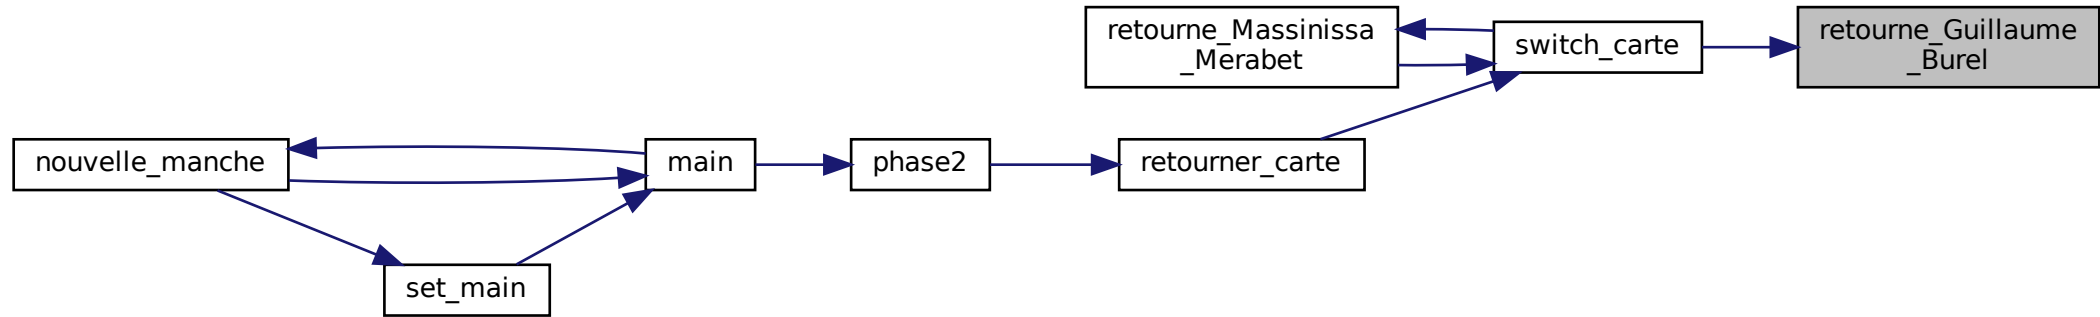 retourne_Massinissa
_Merabet
switch_carte
retourne_Guillaume
_Burel
nouvelle_manche
main
phase2
retourner_carte
set_main